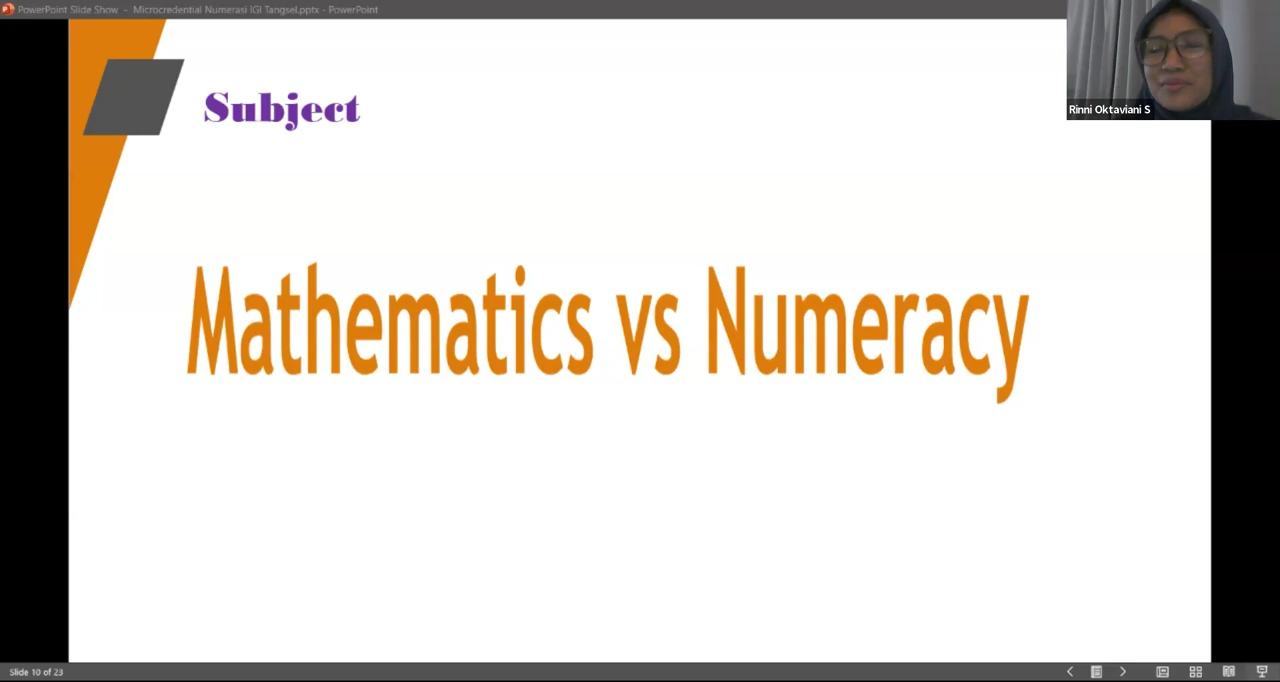 PowerPoint Slide Show - Microcredential Numerasi IGI Tangsel.pptx - PowerPoint
Rinni Oktaviani S
Subject
Mathematics vs Numeracy
Slide 10 of 23